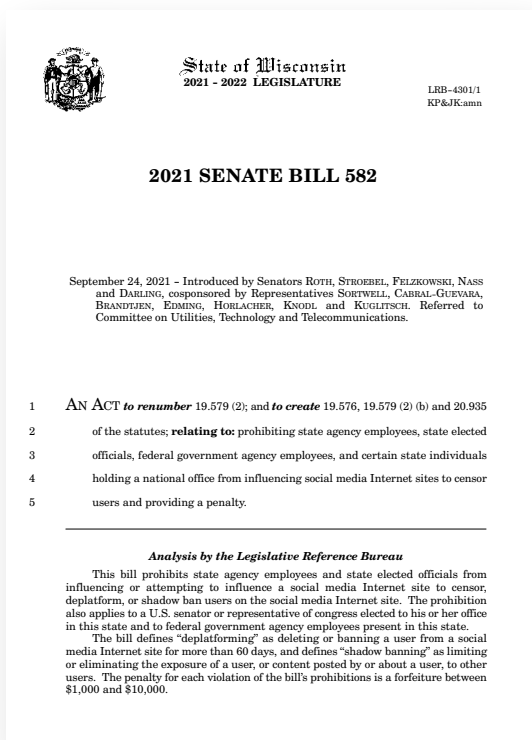 State of Wisconsin
2021 - 2022 LEGISLATURE
LRB-4301/1
KP&JK:amn
2021 SENATE BILL 582
September 24, 2021 - Introduced by Senators ROTH, STROEBEL, FELZKOWSKI, NASS
and DARLING, cosponsored by Representatives SORTWELL, CABRAL-GUEVARA,
BRANDTJEN, EDMING, HORLACHER, KNODL and KUGLITSCH. Referred to
Committee on Utilities, Technology and Telecommunications.
1 AN ACT to renumber 19.579 (2); and to create 19.576, 19.579 (2) (b) and 20.935
2 of the statutes; relating to: prohibiting state agency employees, state elected
3 officials, federal government agency employees, and certain state individuals
4 holding a national office from influencing social media Internet sites to censor
5 users and providing a penalty.
Analysis by the Legislative Reference Bureau
This bill prohibits state agency employees and state elected officials from
influencing or attempting to influence a social media Internet site to censor,
deplatform, or shadow ban users on the social media Internet site. The prohibition
also applies to a U.S. senator or representative of congress elected to his or her office
in this state and to federal government agency employees present in this state.
The bill defines “deplatforming” as deleting or banning a user from a social
media Internet site for more than 60 days, and defines “shadow banning” as limiting
or eliminating the exposure of a user, or content posted by or about a user, to other
users. The penalty for each violation of the bill’s prohibitions is a forfeiture between
$1,000 and $10,000.